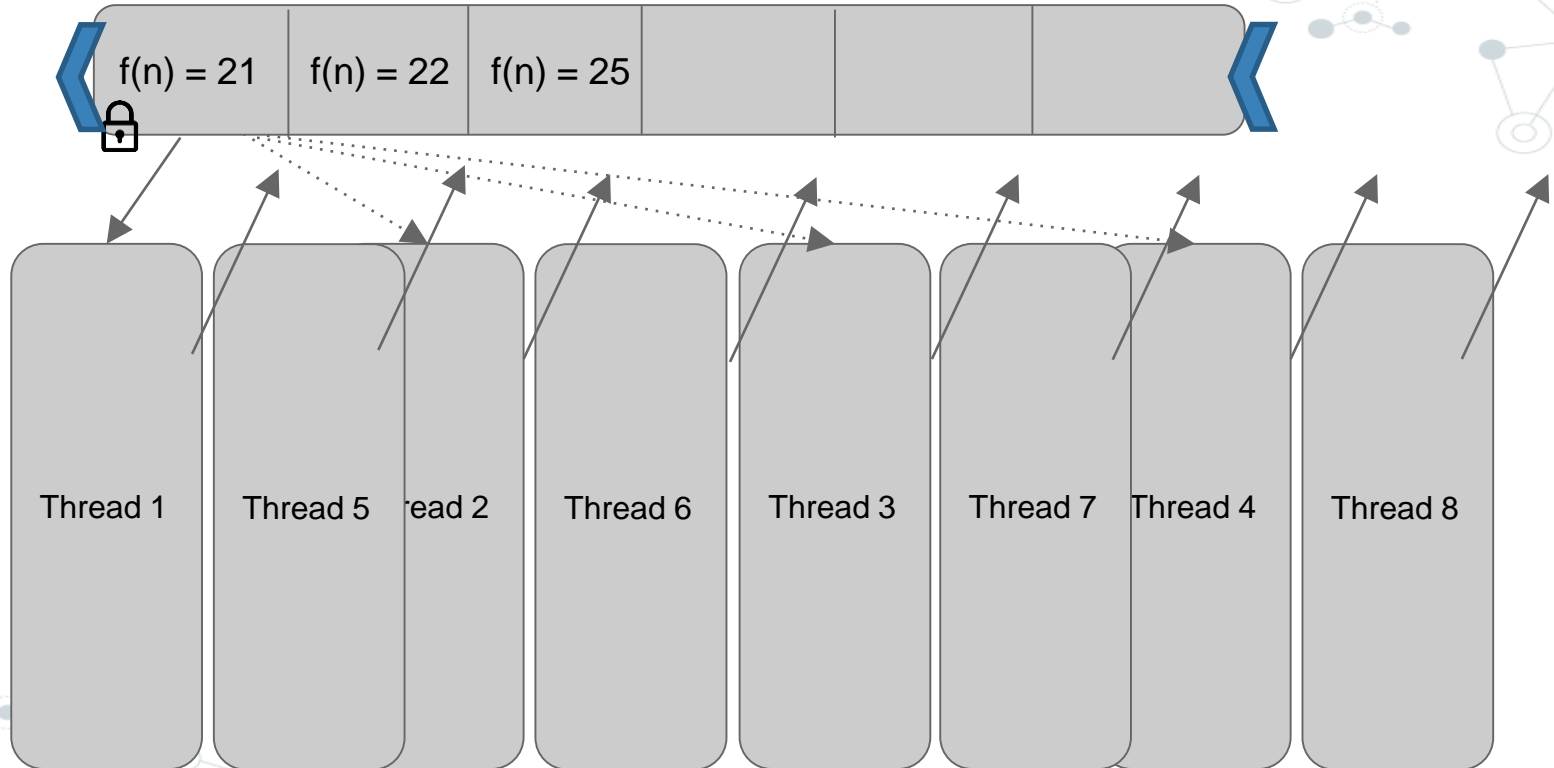 f(n) = 21
f(n) = 22
f(n) = 25
Thread 1
Thread 5
read 2
Thread 6
Thread 3
Thread 7
Thread 4
Thread 8